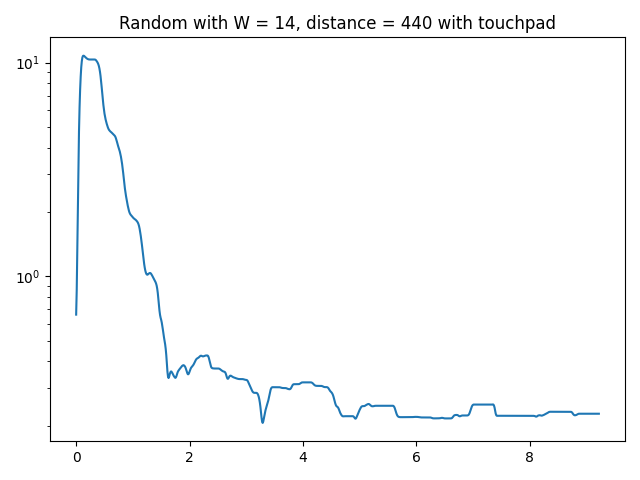 Random with W = 14, distance = 440 with touchpad
10¹
10⁰
0 2 4 6 8